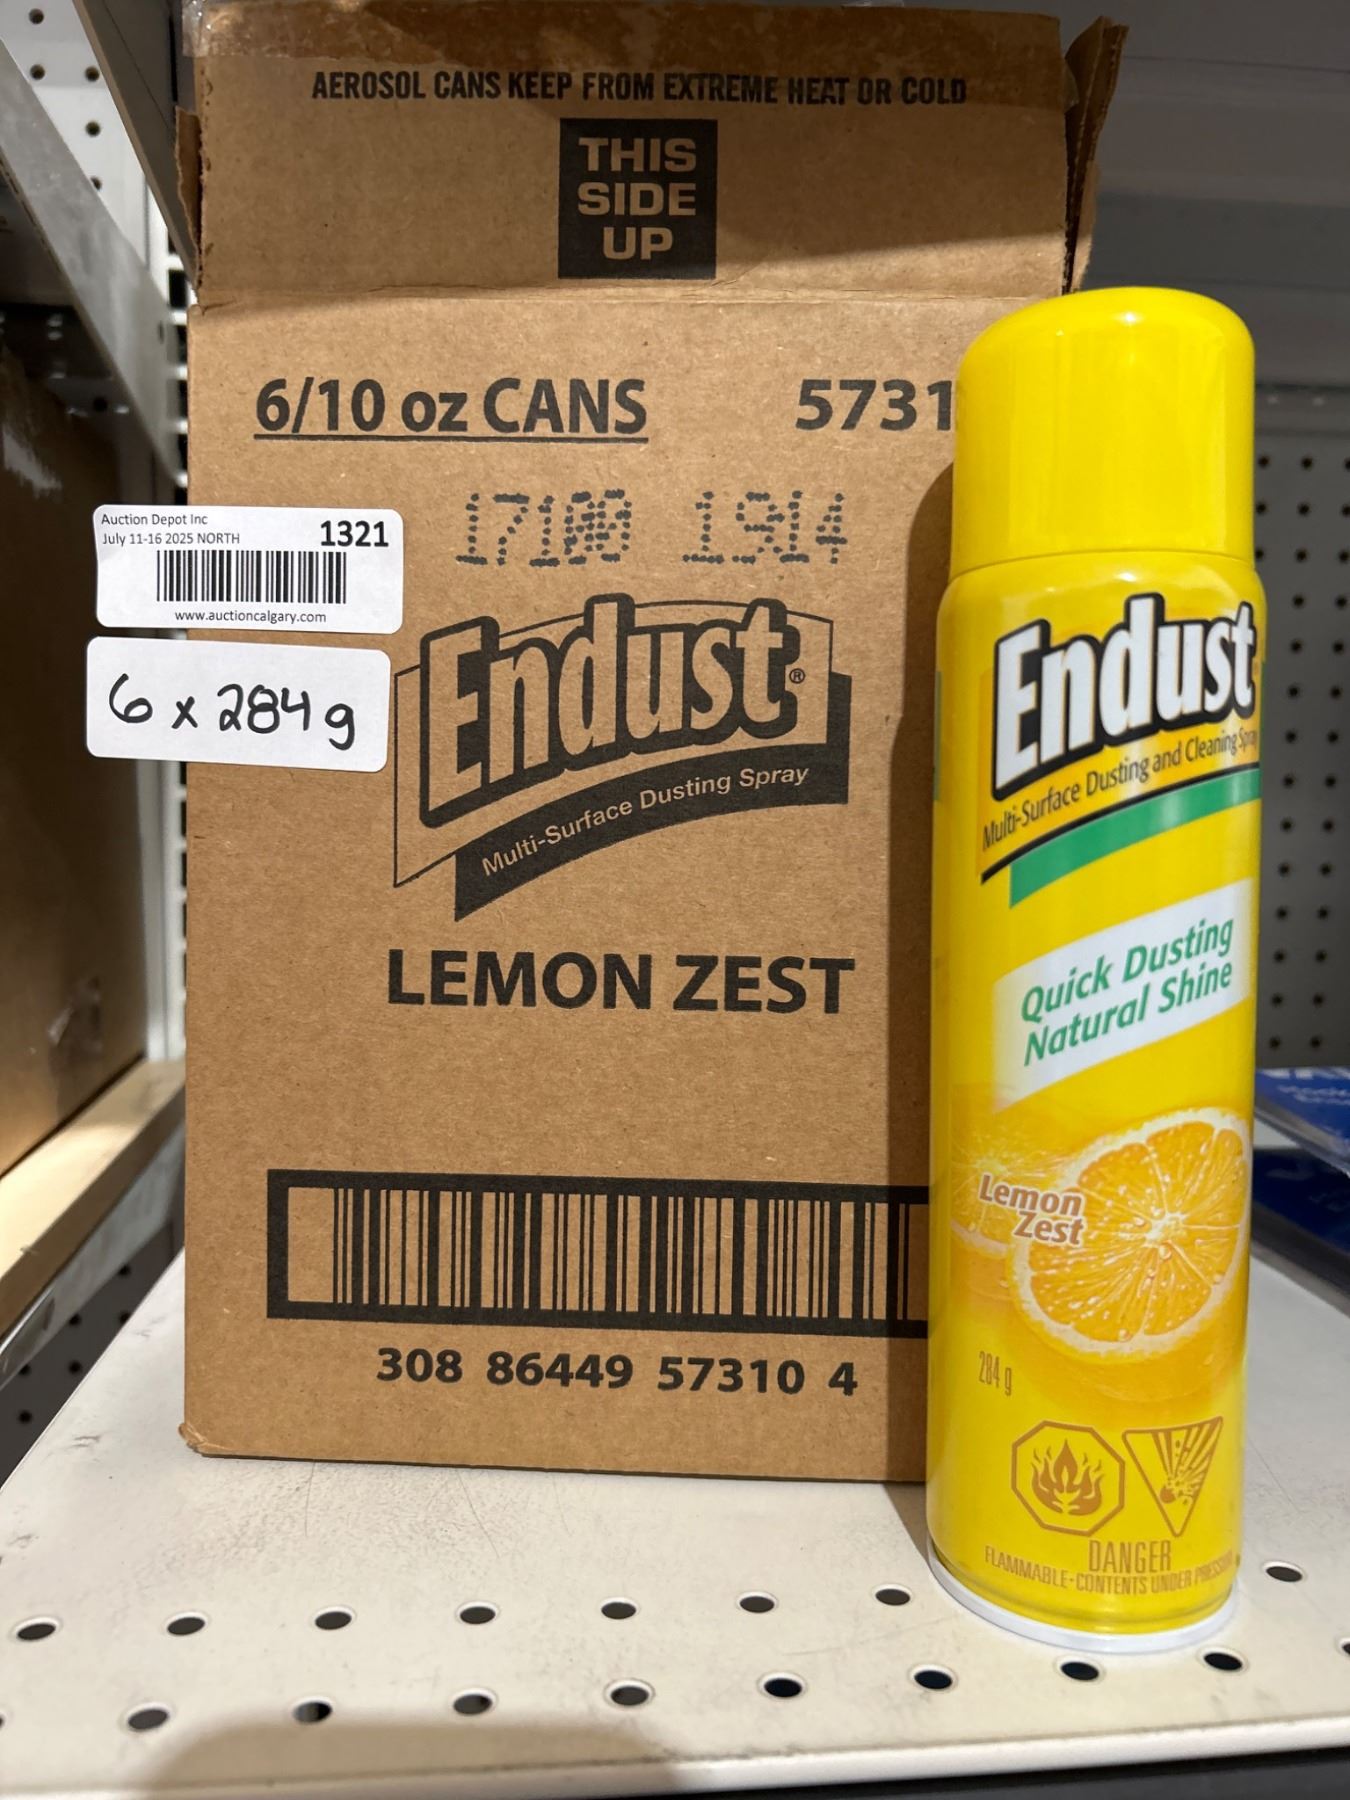 AEROSOL CANS KEEP FROM EXTREME HEAT OR COLD
THIS
SIDE
UP
6/10 oz CANS 5731
1914
Auction Depot Inc
July 11-16 2025 NORTH
1321
www.auctioncalgary.com
6 x 284 g
Endust®
Multi-Surface Dusting Spray
LEMON ZEST
308 86449 57310 4
Endust
Multi-Surface Dusting and Cleaning Spray
Quick Dusting
Natural Shine
Lemon
Zest
284 g
DANGER
FLAMMABLE-CONTENTS UNDER PRESSURE